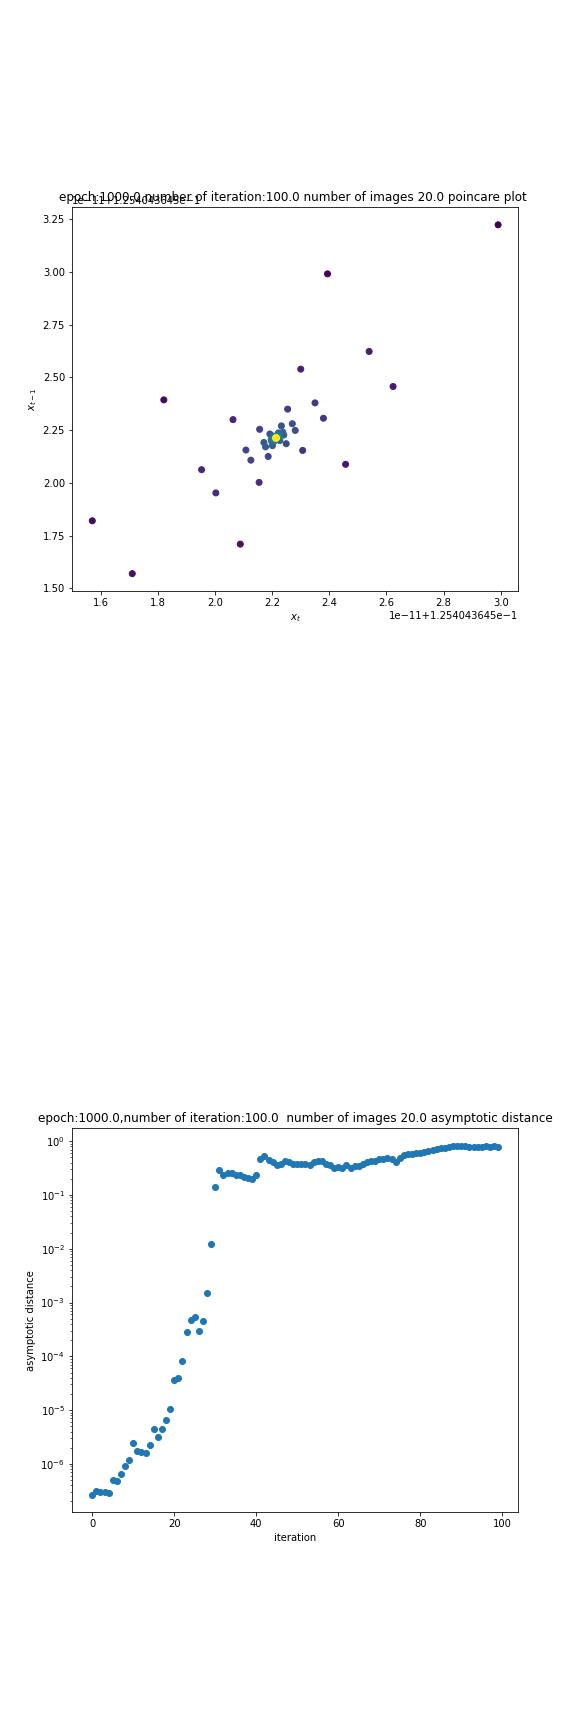 epoch:1000.0,number of iteration:100.0 number of images 20.0 poincare plot
1e−11+1.254043645e−1
3.25
3.00
2.75
2.50
2.25
2.00
1.75
1.50
x_{t−1}
1.6 1.8 2.0 2.2 2.4 2.6 2.8 3.0
x_t
1e−11+1.254043645e−1
epoch:1000.0,number of iteration:100.0  number of images 20.0 asymptotic distance
10^0
10^{−1}
10^{−2}
10^{−3}
10^{−4}
10^{−5}
10^{−6}
asymptotic distance
0 20 40 60 80 100
iteration